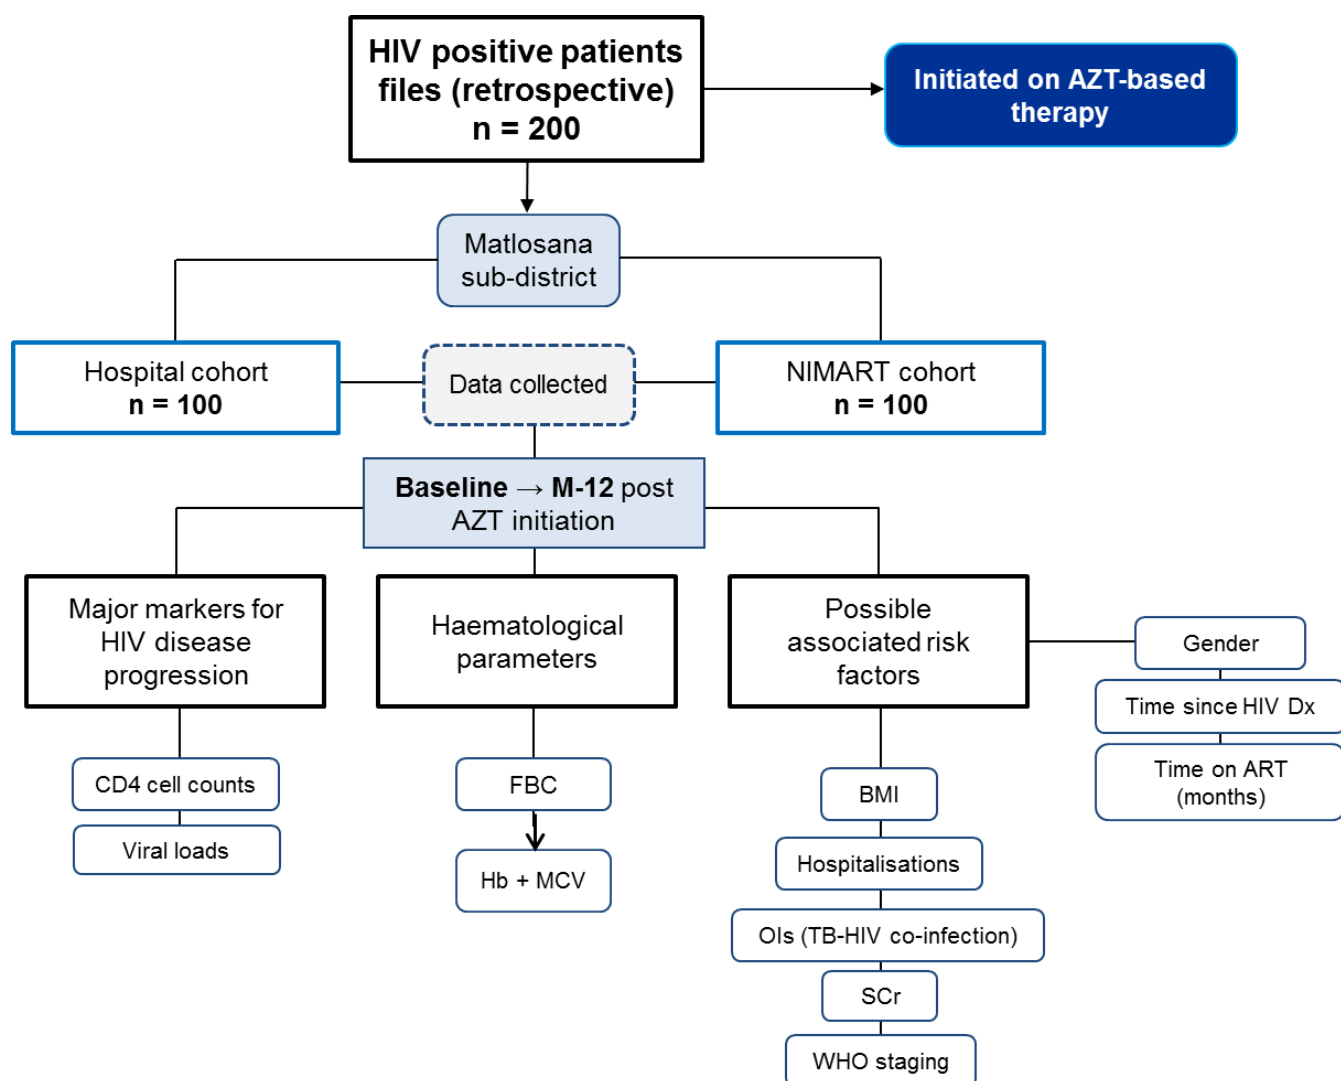 HIV positive patients
files (retrospective)
n = 200
Initiated on AZT-based
therapy
Matlosana
sub-district
Hospital cohort
n = 100
Data collected
NIMART cohort
n = 100
Baseline → M-12 post
AZT initiation
Major markers for
HIV disease
progression
Haematological
parameters
Possible
associated risk
factors
Gender
Time since HIV Dx
Time on ART
(months)
CD4 cell counts
Viral loads
FBC
Hb + MCV
BMI
Hospitalisations
OIs (TB-HIV co-infection)
SCr
WHO staging